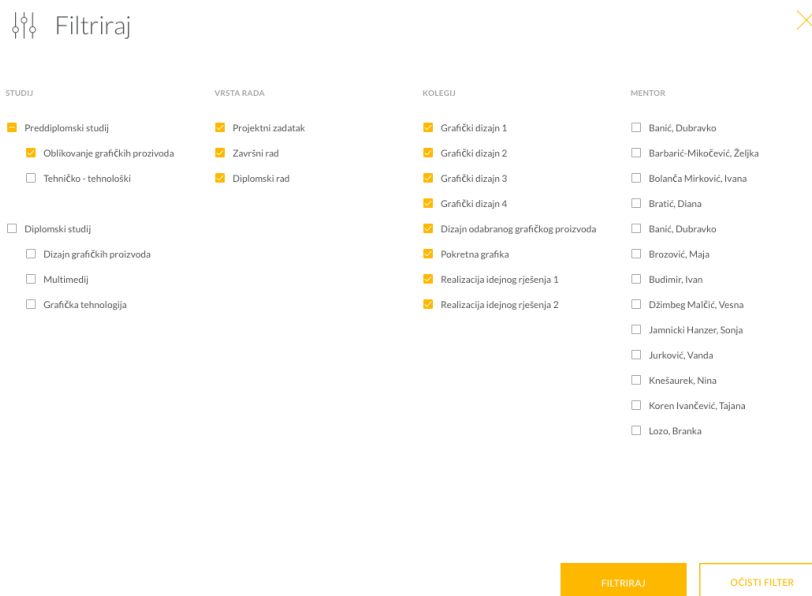 Filtriraj
STUDIJ
Preddiplomski studij
Oblikovanje grafičkih prozivoda
Tehničko - tehnološki
Diplomski studij
Dizajn grafičkih prozvoda
Multimedij
Grafička tehnologija
VRSTA RADA
Projektni zadatak
Završni rad
Diplomski rad
KOLEGIJ
Grafički dizajn 1
Grafički dizajn 2
Grafički dizajn 3
Grafički dizajn 4
Dizajn odabranog grafičkog proizvoda
Pokretna grafika
Realizacija idejnog rješenja 1
Realizacija idejnog rješenja 2
MENTOR
Banić, Dubravko
Barbarić-Mikočević, Željka
Bolanča Mirković, Ivana
Bratić, Diana
Banić, Dubravko
Brozović, Maja
Budimir, Ivan
Džimbeg Malčić, Vesna
Jamnicki Hanzer, Sonja
Jurković, Vanda
Knešaurek, Nina
Koren Ivančević, Tajana
Lozo, Branka
FILTRIRAJ
OČISTI FILTER